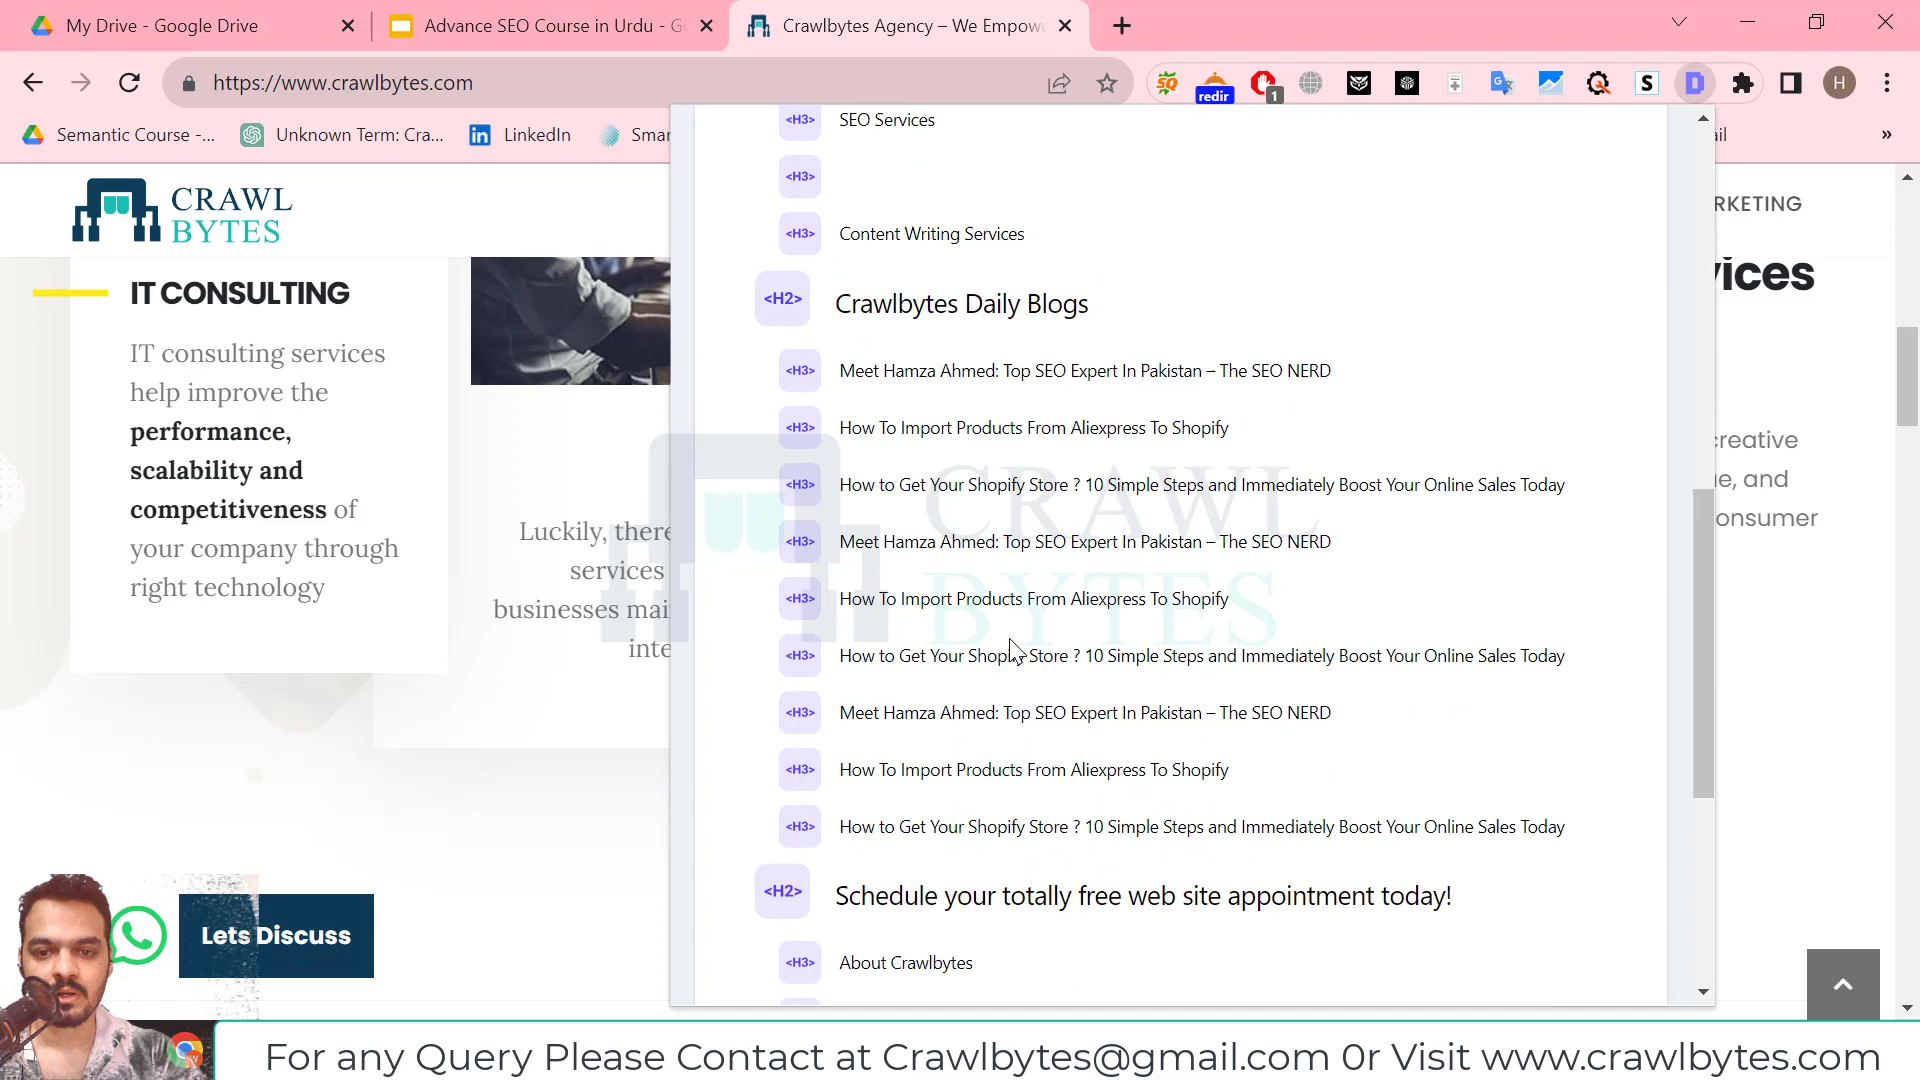 My Drive - Google Drive
Advance SEO Course in Urdu - Go
Crawlbytes Agency – We Empow
https://www.crawlbytes.com
redir
1
S
D
H
Semantic Course -...
Unknown Term: Cra...
LinkedIn
Smar
ail
»
CRAWL
BYTES
RKETING
IT CONSULTING
IT consulting services
help improve the
performance,
scalability and
competitiveness of
your company through
right technology
Luckily, there
services
businesses mai
inte
vices
creative
ue, and
onsumer
<H3> SEO Services
<H3>
<H3> Content Writing Services
<H2> Crawlbytes Daily Blogs
<H3> Meet Hamza Ahmed: Top SEO Expert In Pakistan – The SEO NERD
<H3> How To Import Products From Aliexpress To Shopify
<H3> How to Get Your Shopify Store ? 10 Simple Steps and Immediately Boost Your Online Sales Today
<H3> Meet Hamza Ahmed: Top SEO Expert In Pakistan – The SEO NERD
<H3> How To Import Products From Aliexpress To Shopify
<H3> How to Get Your Shopify Store ? 10 Simple Steps and Immediately Boost Your Online Sales Today
<H3> Meet Hamza Ahmed: Top SEO Expert In Pakistan – The SEO NERD
<H3> How To Import Products From Aliexpress To Shopify
<H3> How to Get Your Shopify Store ? 10 Simple Steps and Immediately Boost Your Online Sales Today
<H2> Schedule your totally free web site appointment today!
<H3> About Crawlbytes
CRAWL
BYTES
Lets Discuss
For any Query Please Contact at Crawlbytes@gmail.com 0r Visit www.crawlbytes.com